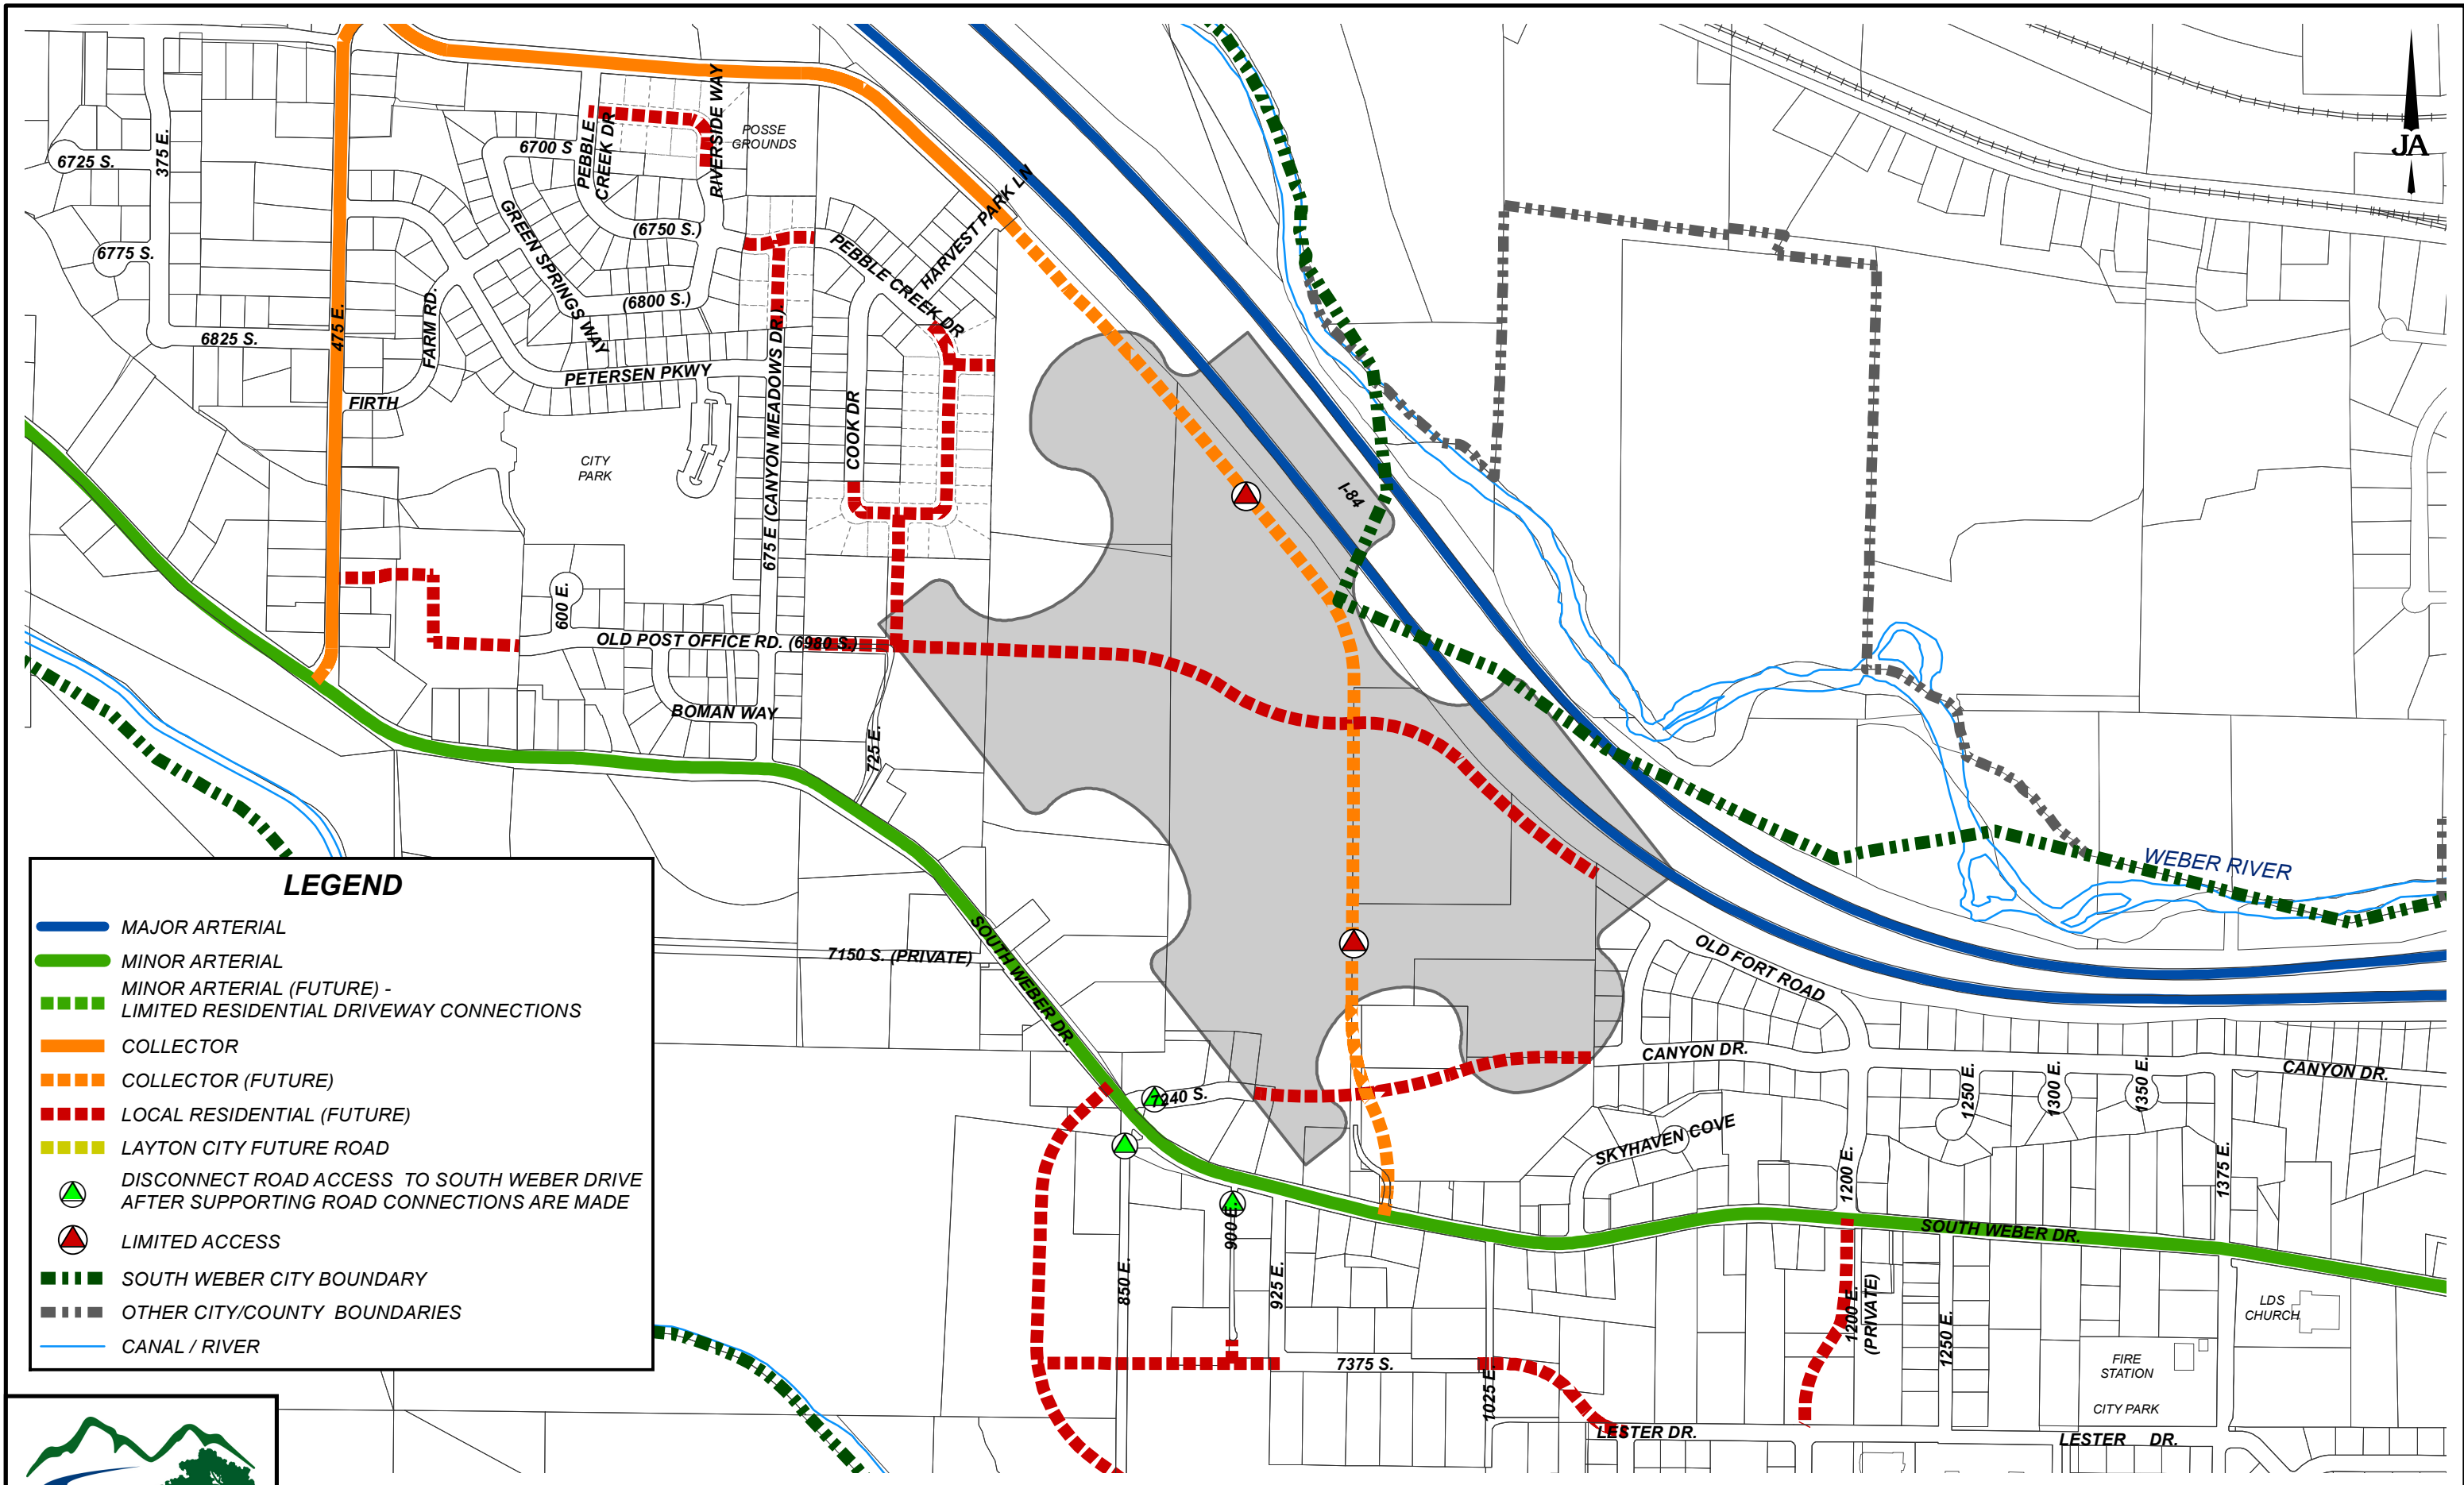 RIVERSIDE WAY
POSSE
GROUNDS
JA
6725 S.
375 E.
6700 S
PEBBLE
CREEK DR
HARVEST PARK LN
GREEN SPRINGS WAY
(6750 S.)
PEBBLE CREEK DR
6775 S.
(6800 S.)
6825 S.
475 E.
FARM RD.
675 E (CANYON MEADOWS DR.)
PETERSEN PKWY
FIRTH
COOK DR
CITY
PARK
I-84
600 E.
OLD POST OFFICE RD. (6980 S.)
BOMAN WAY
725 E.
WEBER RIVER
SOUTH WEBER DR.
7150 S. (PRIVATE)
OLD FORT ROAD
CANYON DR.
CANYON DR.
7240 S.
1250 E.
1300 E.
1350 E.
SKYHAVEN COVE
1200 E.
1375 E.
900 E.
SOUTH WEBER DR.
850 E.
925 E.
1200 E.
(PRIVATE)
1250 E.
LDS
CHURCH
7375 S.
1025 E.
FIRE
STATION
CITY PARK
LESTER DR.
LESTER DR.
LEGEND
MAJOR ARTERIAL
MINOR ARTERIAL
MINOR ARTERIAL (FUTURE) -
LIMITED RESIDENTIAL DRIVEWAY CONNECTIONS
COLLECTOR
COLLECTOR (FUTURE)
LOCAL RESIDENTIAL (FUTURE)
LAYTON CITY FUTURE ROAD
DISCONNECT ROAD ACCESS TO SOUTH WEBER DRIVE
AFTER SUPPORTING ROAD CONNECTIONS ARE MADE
LIMITED ACCESS
SOUTH WEBER CITY BOUNDARY
OTHER CITY/COUNTY BOUNDARIES
CANAL / RIVER